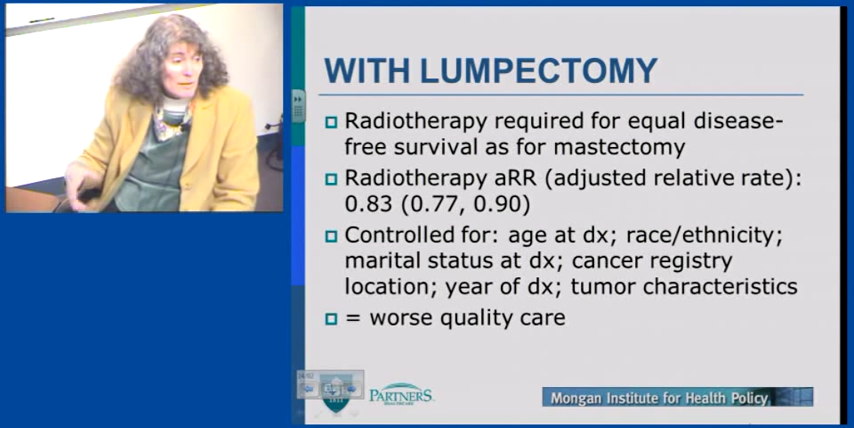 WITH LUMPECTOMY
Radiotherapy required for equal disease-
free survival as for mastectomy
Radiotherapy aRR (adjusted relative rate):
0.83 (0.77, 0.90)
Controlled for: age at dx; race/ethnicity;
marital status at dx; cancer registry
location; year of dx; tumor characteristics
= worse quality care
PARTNERS
HEALTHCARE
Mongan Institute for Health Policy